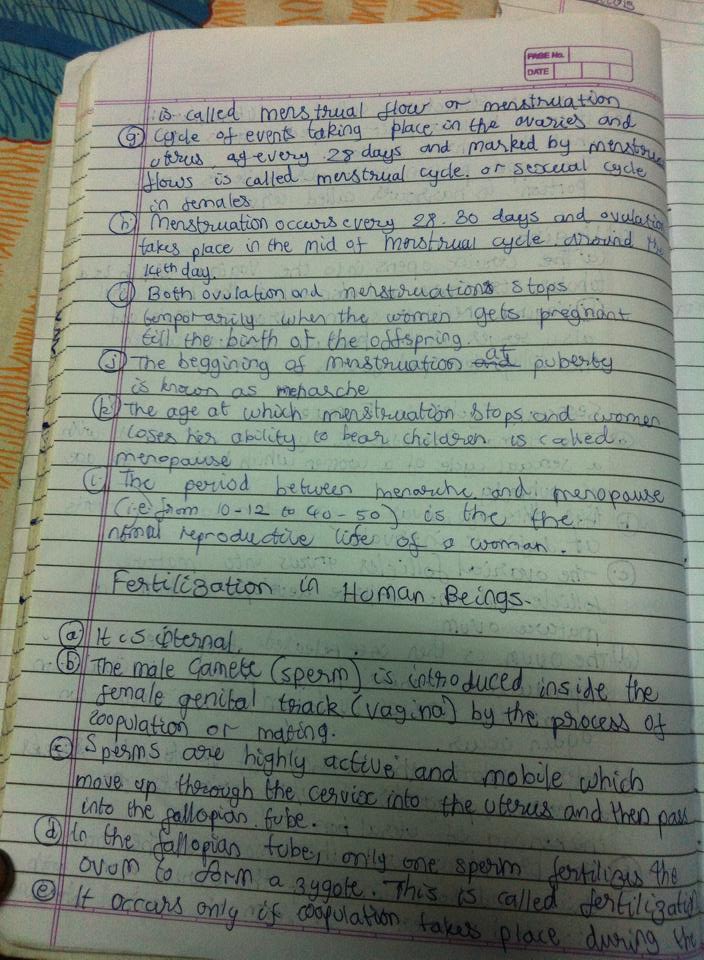 PAGE No.
DATE
is called menstrual flow or menstruation
(g) Cycle of events taking place in the ovaries and
uterus af every 28 days and marked by menstrual
flows is called menstrual cycle. or sexual cycle
in females
(h) Menstruation occurs every 28-30 days and ovulation
takes place in the mid of menstrual cycle around the
14th day.
(i) Both ovulation and menstruations stops
temporarily when the women gets pregnant
till the birth of the offspring.
(j) The beggining of menstruation at puberty
is known as menarche
(k) The age at which menstruation stops and women
loses her ability to bear children is called.
menopause
(l) The period between menarche and menopause
(i.e. from 10-12 to 40-50) is the the
normal reproductive life of a woman.
Fertilization in Human Beings.
(a) It is internal.
(b) The male Gamete (sperm) is introduced inside the
female genital track (vagina) by the process of
coopulation or mating.
(c) Sperms are highly active and mobile which
move up through the cervix into the uterus and then pass
into the fallopian tube.
(d) In the fallopian tube, only one sperm fertilizes the
ovum to form a zygote. This is called fertilization
(e) It occurs only if coopulation takes place during the